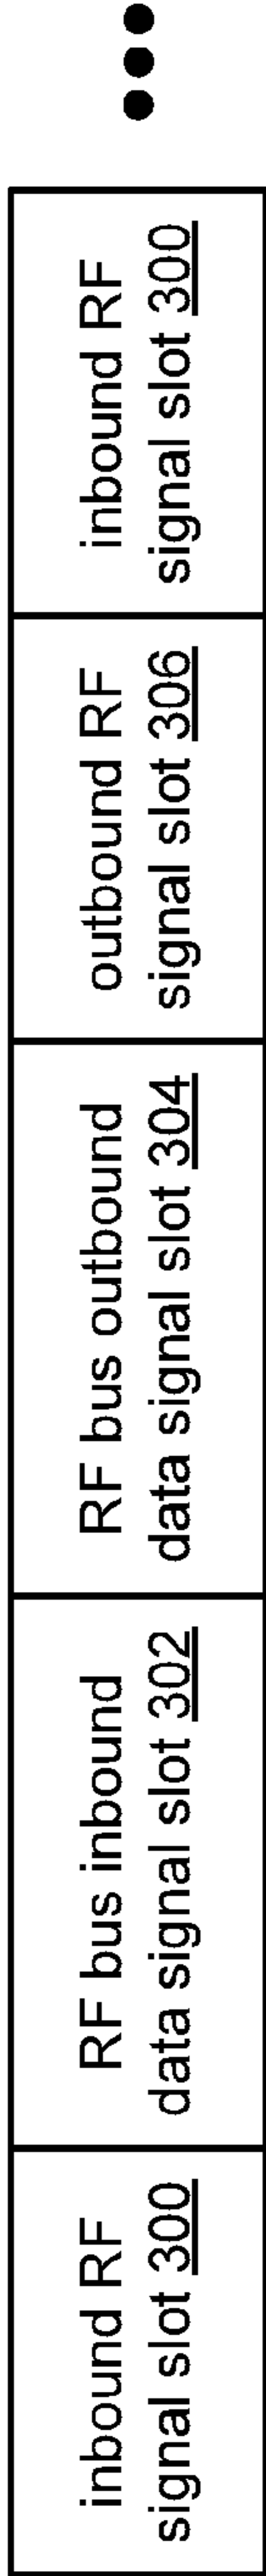 inbound RF
signal slot 300
RF bus inbound
data signal slot 302
RF bus outbound
data signal slot 304
outbound RF
signal slot 306
inbound RF
signal slot 300